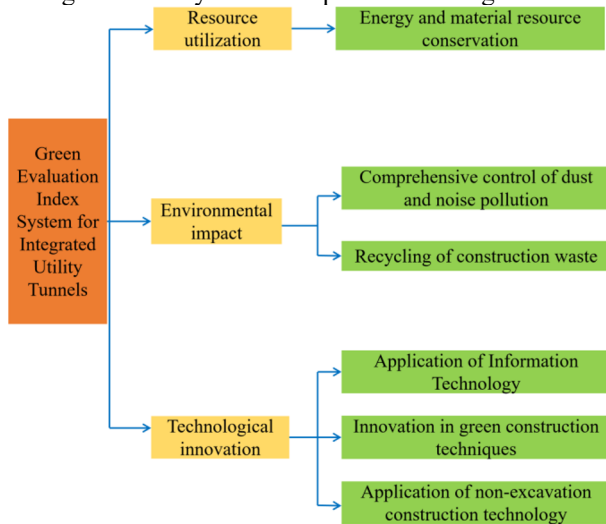 Resource
utilization
Energy and material resource
conservation
Green
Evaluation
Index
System for
Integrated
Utility
Tunnels
Environmental
impact
Comprehensive control of dust
and noise pollution
Recycling of construction waste
Technological
innovation
Application of Information
Technology
Innovation in green construction
techniques
Application of non-excavation
construction technology